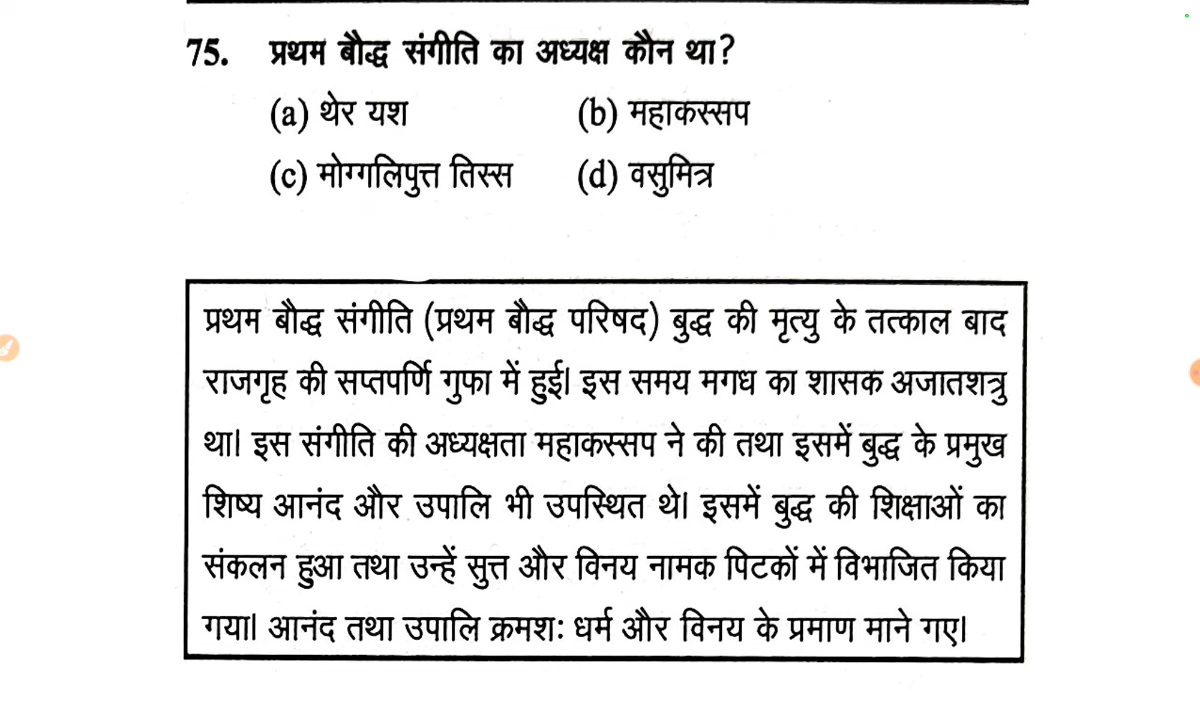 75. प्रथम बौद्ध संगीति का अध्यक्ष कौन था?
(a) थेर यश (b) महाकस्सप
(c) मोग्गलिपुत्त तिस्स (d) वसुमित्र
प्रथम बौद्ध संगीति (प्रथम बौद्ध परिषद) बुद्ध की मृत्यु के तत्काल बाद
राजगृह की सप्तपर्णि गुफा में हुई। इस समय मगध का शासक अजातशत्रु
था। इस संगीति की अध्यक्षता महाकस्सप ने की तथा इसमें बुद्ध के प्रमुख
शिष्य आनंद और उपालि भी उपस्थित थे। इसमें बुद्ध की शिक्षाओं का
संकलन हुआ तथा उन्हें सुत्त और विनय नामक पिटकों में विभाजित किया
गया। आनंद तथा उपालि क्रमशः धर्म और विनय के प्रमाण माने गए।